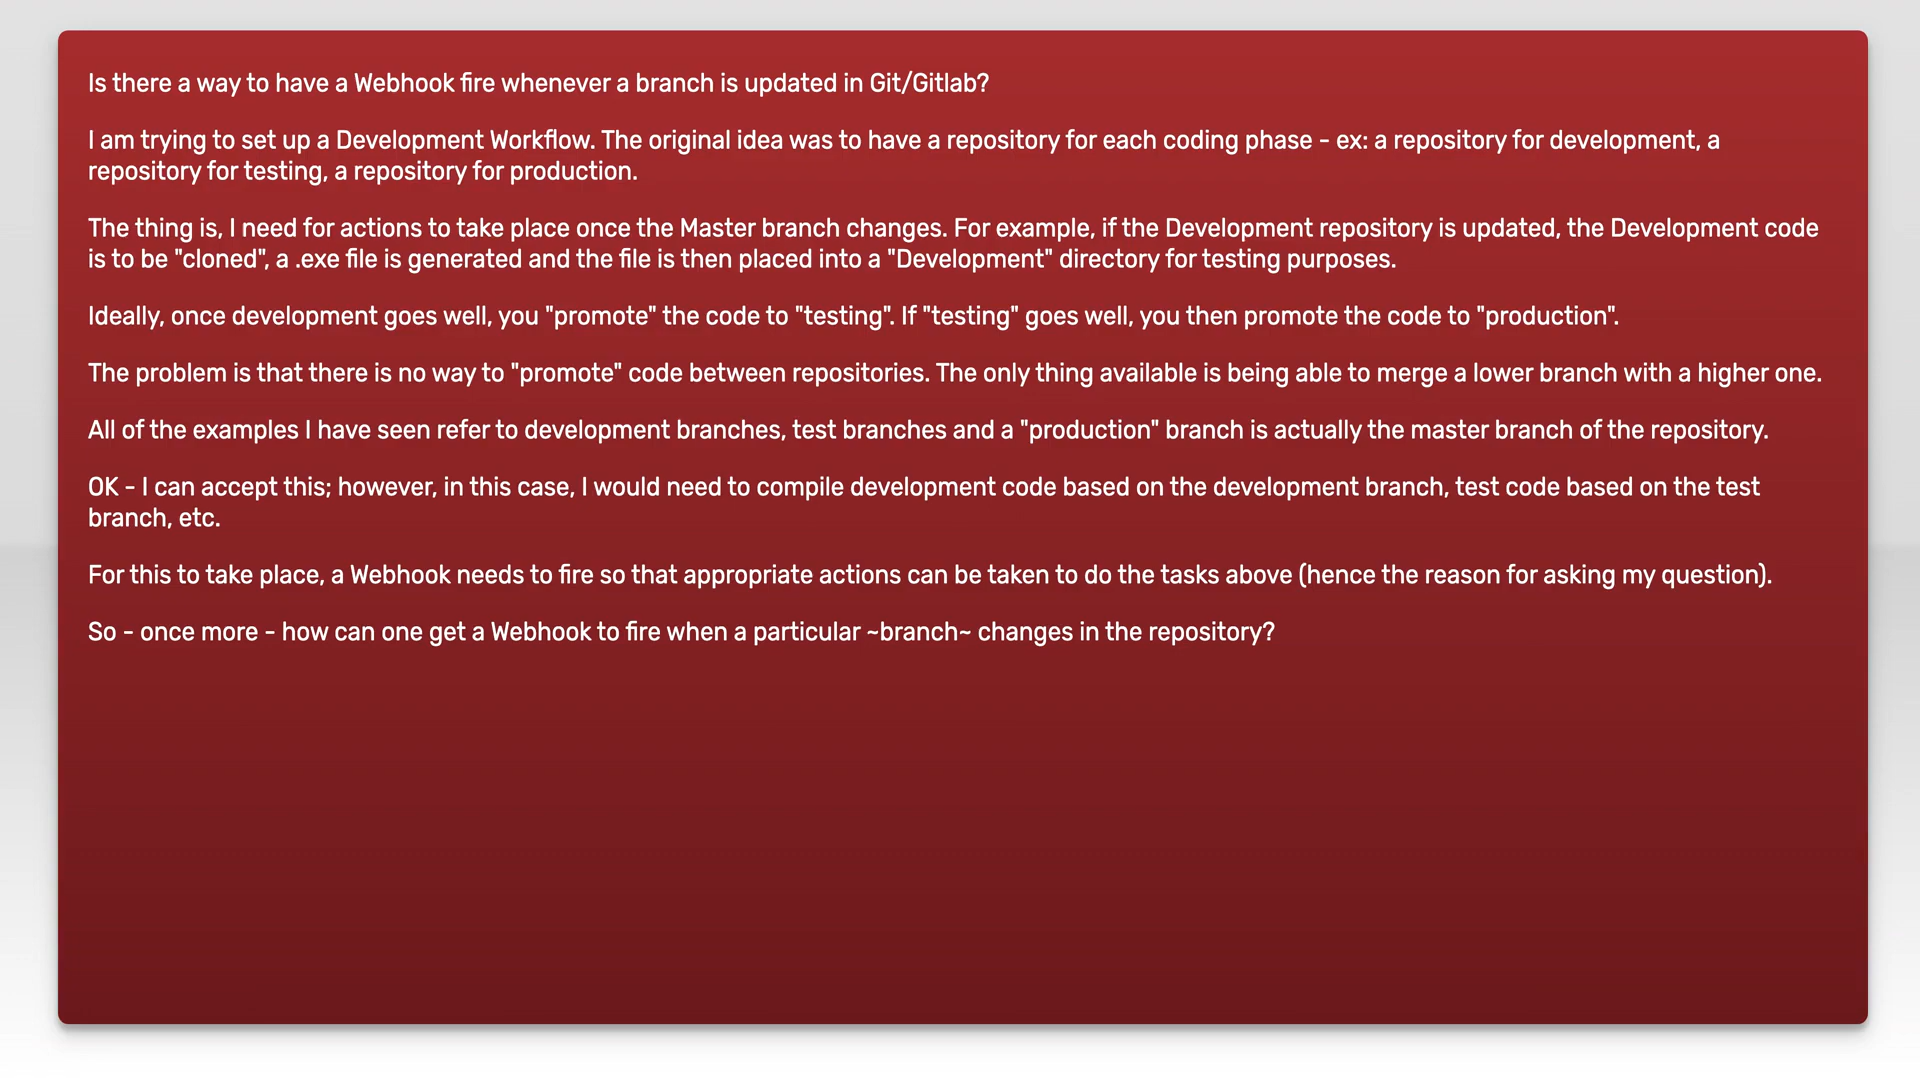 Is there a way to have a Webhook fire whenever a branch is updated in Git/Gitlab?
I am trying to set up a Development Workflow. The original idea was to have a repository for each coding phase - ex: a repository for development, a
repository for testing, a repository for production.
The thing is, I need for actions to take place once the Master branch changes. For example, if the Development repository is updated, the Development code
is to be "cloned", a .exe file is generated and the file is then placed into a "Development" directory for testing purposes.
Ideally, once development goes well, you "promote" the code to "testing". If "testing" goes well, you then promote the code to "production".
The problem is that there is no way to "promote" code between repositories. The only thing available is being able to merge a lower branch with a higher one.
All of the examples I have seen refer to development branches, test branches and a "production" branch is actually the master branch of the repository.
OK - I can accept this; however, in this case, I would need to compile development code based on the development branch, test code based on the test
branch, etc.
For this to take place, a Webhook needs to fire so that appropriate actions can be taken to do the tasks above (hence the reason for asking my question).
So - once more - how can one get a Webhook to fire when a particular ~branch~ changes in the repository?